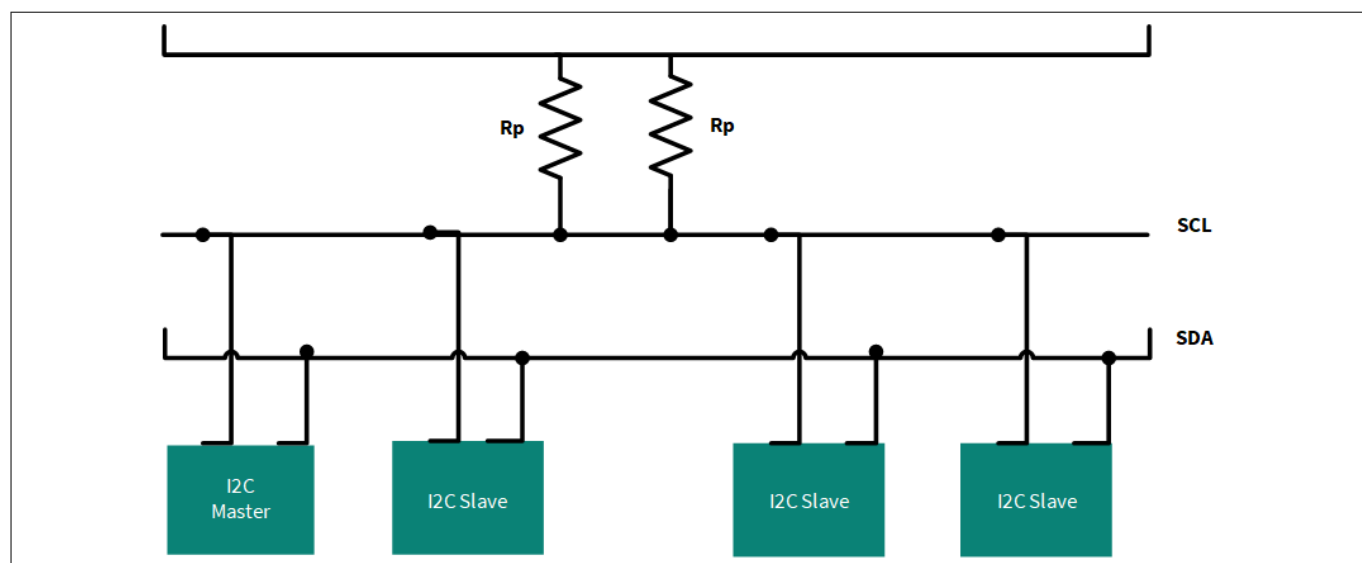 Rp
Rp
SCL
SDA
I2C
Master
I2C Slave
I2C Slave
I2C Slave